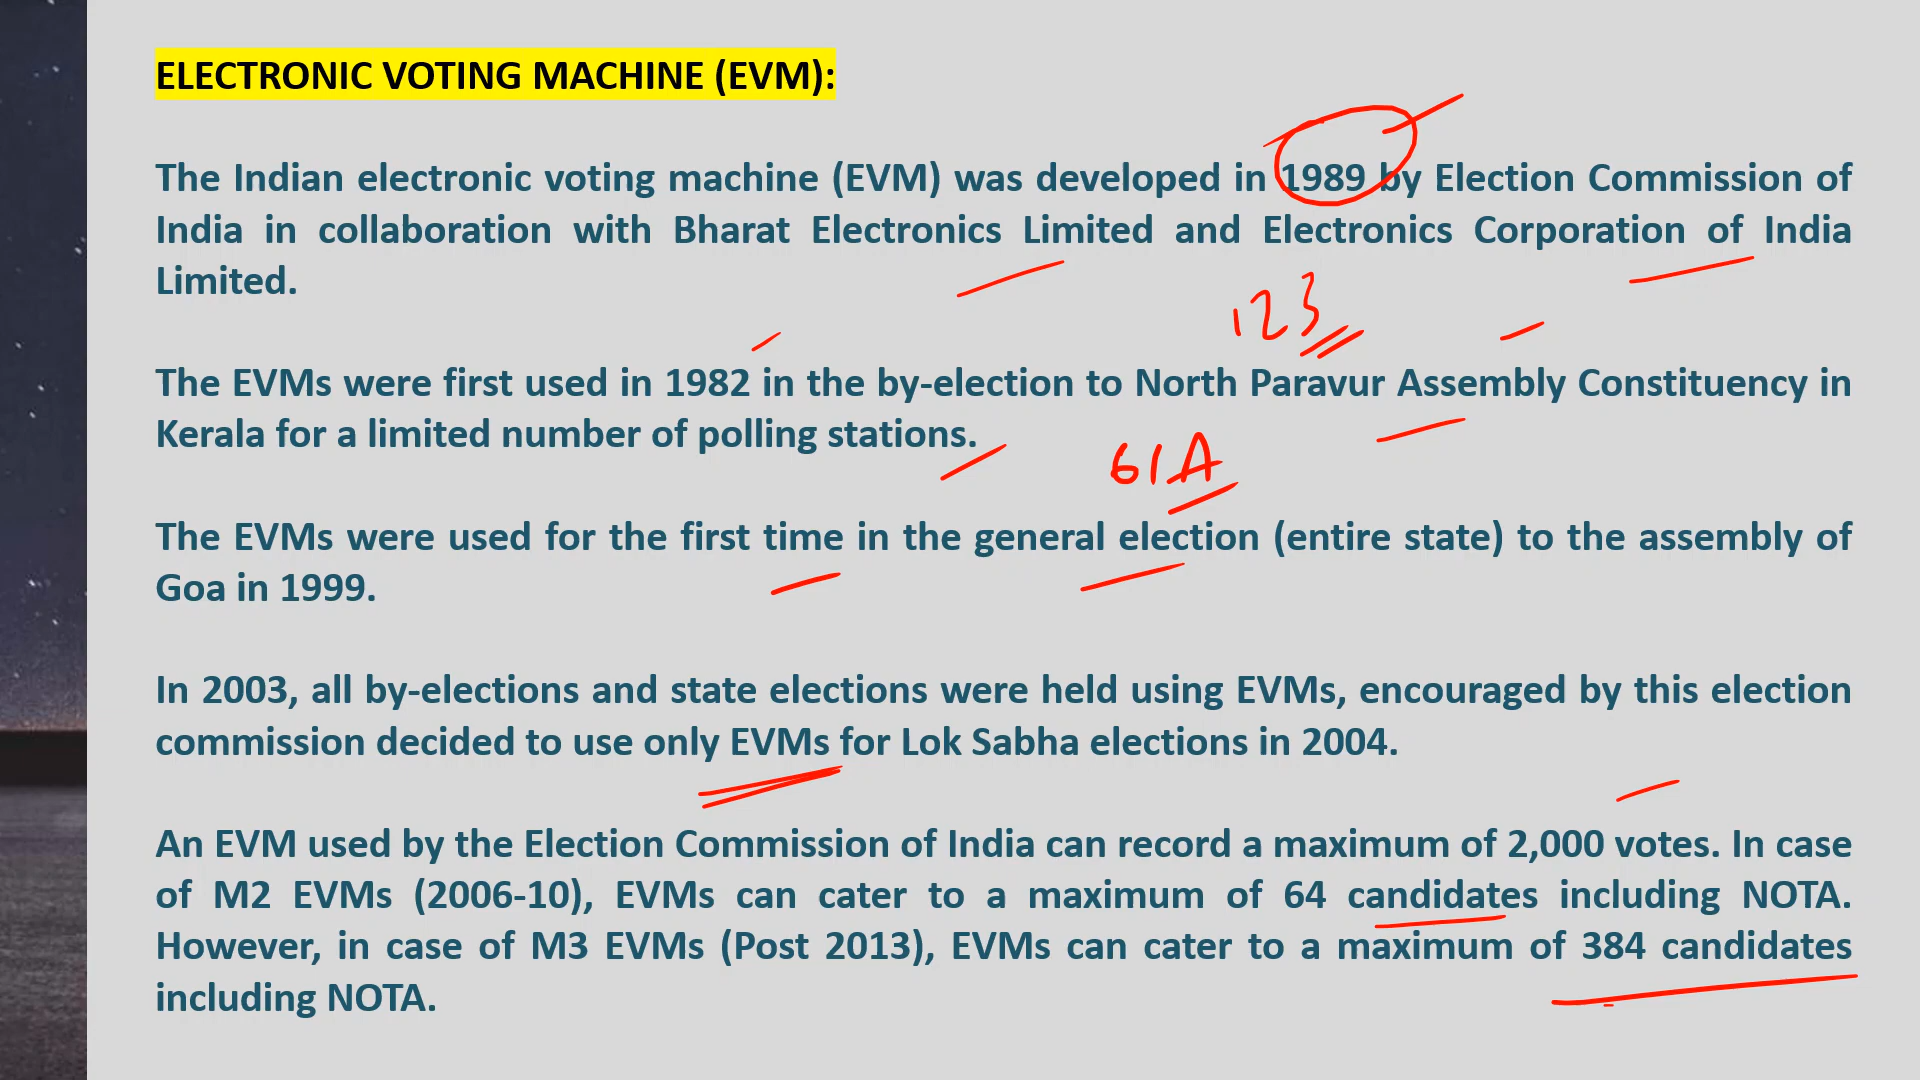 ELECTRONIC VOTING MACHINE (EVM):
The Indian electronic voting machine (EVM) was developed in 1989 by Election Commission of
India in collaboration with Bharat Electronics Limited and Electronics Corporation of India
Limited.
123
The EVMs were first used in 1982 in the by-election to North Paravur Assembly Constituency in
Kerala for a limited number of polling stations.
61A
The EVMs were used for the first time in the general election (entire state) to the assembly of
Goa in 1999.
In 2003, all by-elections and state elections were held using EVMs, encouraged by this election
commission decided to use only EVMs for Lok Sabha elections in 2004.
An EVM used by the Election Commission of India can record a maximum of 2,000 votes. In case
of M2 EVMs (2006-10), EVMs can cater to a maximum of 64 candidates including NOTA.
However, in case of M3 EVMs (Post 2013), EVMs can cater to a maximum of 384 candidates
including NOTA.